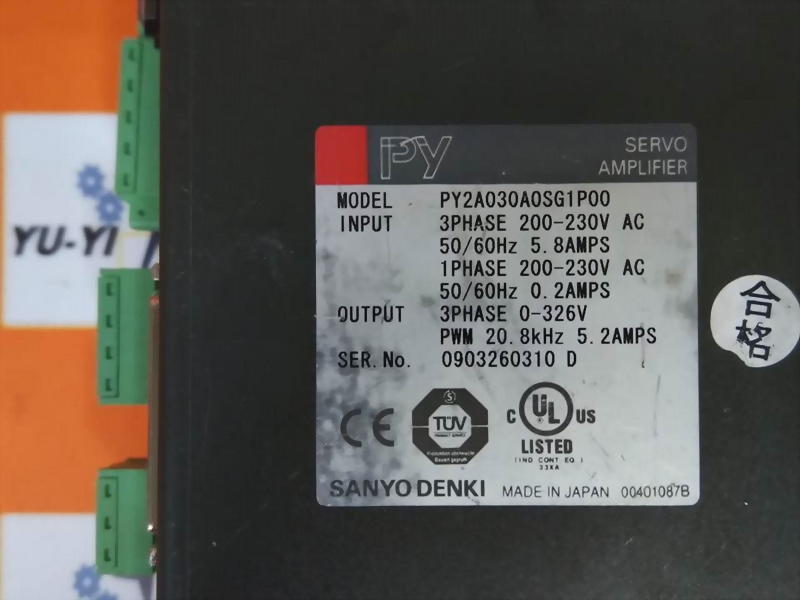 PY
SERVO
AMPLIFIER
MODEL PY2A030A0SG1P00
INPUT 3PHASE 200-230V AC
50/60Hz 5.8AMPS
1PHASE 200-230V AC
50/60Hz 0.2AMPS
OUTPUT 3PHASE 0-326V
PWM 20.8kHz 5.2AMPS
SER.No. 0903260310 D
CE
S
TÜV
PRODUCT SERVICE
C UL US
LISTED
(IND CONT EQ.)
33XA
SANYO DENKI MADE IN JAPAN 00401087B
合格
YU-YI